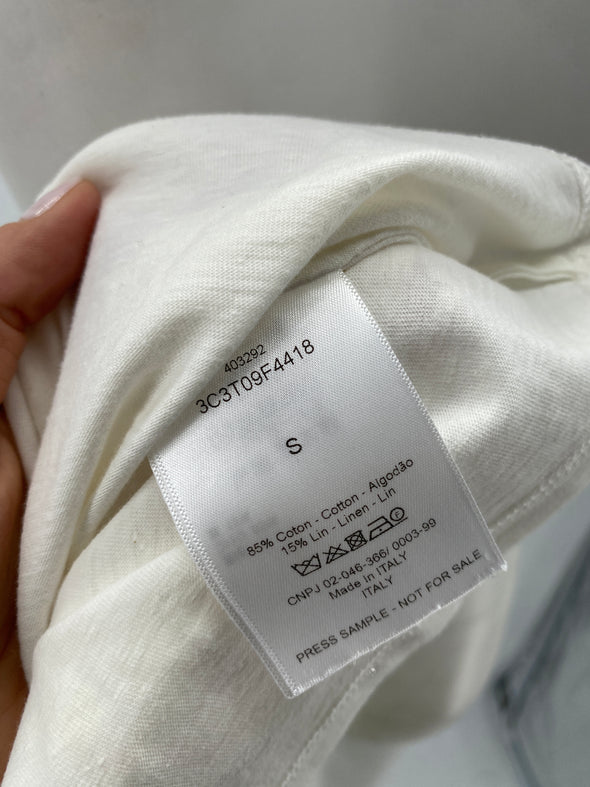 403292
3C3T09F4418
S
85% Coton - Cotton - Algodão
15% Lin - Linen - Lin
CNPJ 02-046-366/ 0003-99
Made in ITALY
ITALY
PRESS SAMPLE - NOT FOR SALE